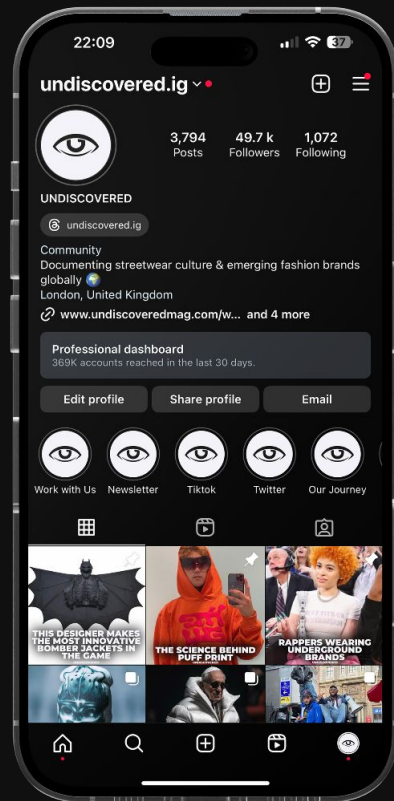 22:09
37
undiscovered.ig
3,794 49.7 k 1,072
Posts Followers Following
UNDISCOVERED
undiscovered.ig
Community
Documenting streetwear culture & emerging fashion brands
globally
London, United Kingdom
www.undiscoveredmag.com/w... and 4 more
Professional dashboard
369K accounts reached in the last 30 days.
Edit profile Share profile Email
Work with Us Newsletter Tiktok Twitter Our Journey
THIS DESIGNER MAKES
THE MOST INNOVATIVE
BOMBER JACKETS IN
THE GAME
THE SCIENCE BEHIND
PUFF PRINT
RAPPERS WEARING
UNDERGROUND
BRANDS